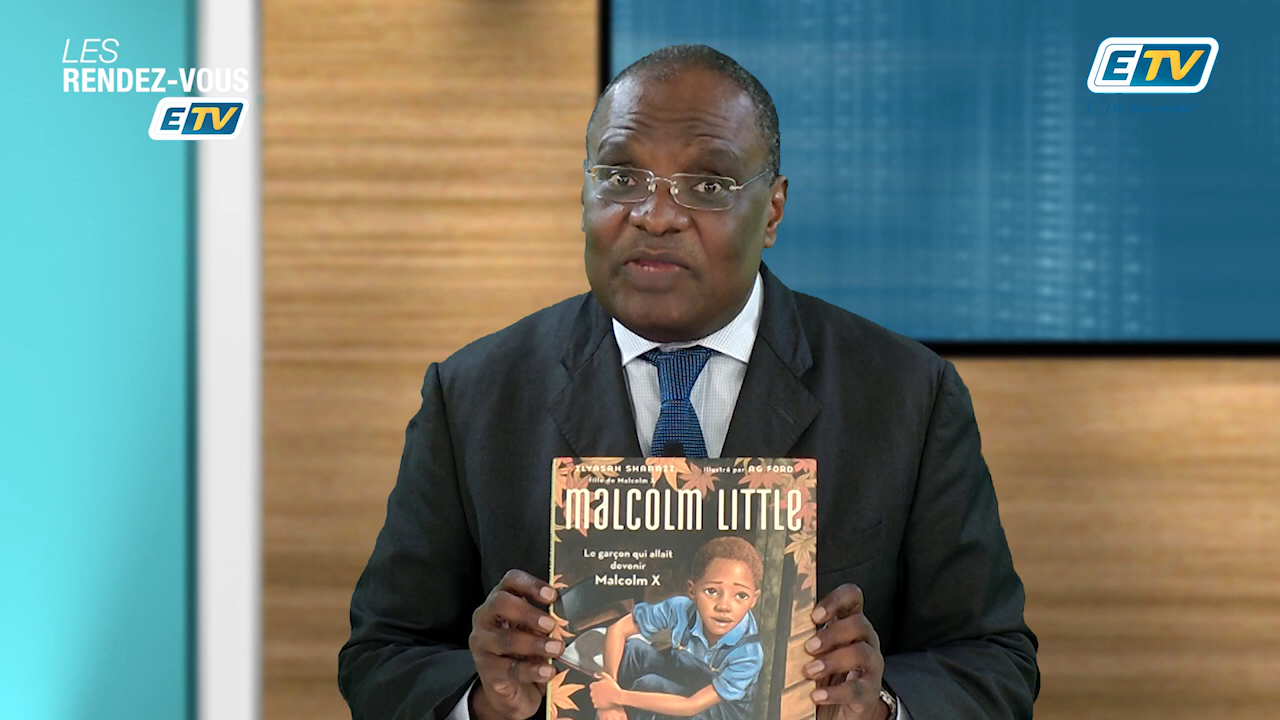 LES
RENDEZ-VOUS
ETV
ETV
ILYASAH SHABAZZ
fille de Malcolm X
illustré par AG FORD
MALCOLM LITTLE
Le garçon qui allait
devenir
Malcolm X